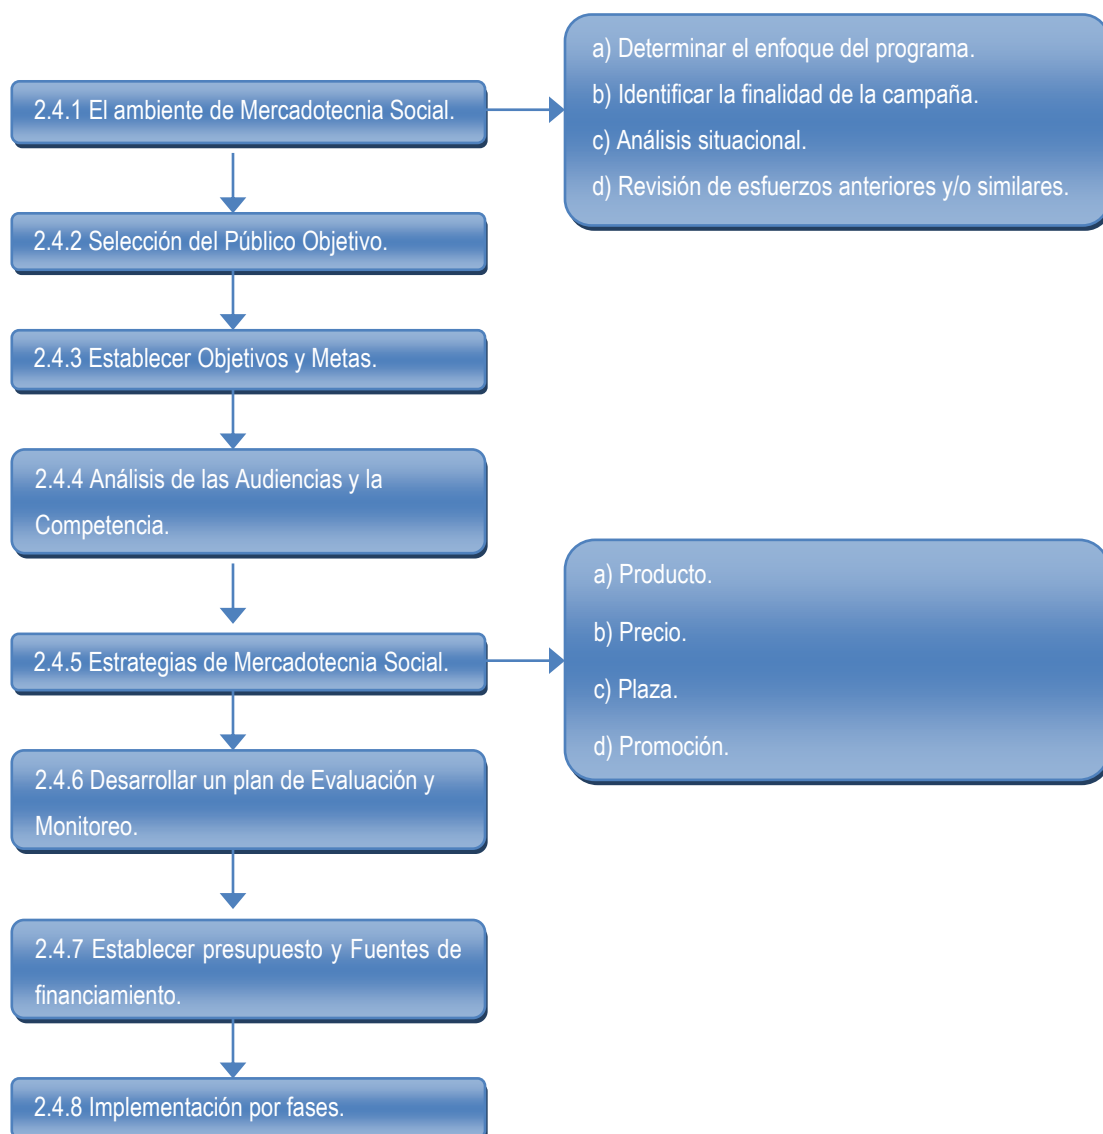 2.4.1 El ambiente de Mercadotecnia Social.
a) Determinar el enfoque del programa.
b) Identificar la finalidad de la campaña.
c) Análisis situacional.
d) Revisión de esfuerzos anteriores y/o similares.
2.4.2 Selección del Público Objetivo.
2.4.3 Establecer Objetivos y Metas.
2.4.4 Análisis de las Audiencias y la
Competencia.
2.4.5 Estrategias de Mercadotecnia Social.
a) Producto.
b) Precio.
c) Plaza.
d) Promoción.
2.4.6 Desarrollar un plan de Evaluación y
Monitoreo.
2.4.7 Establecer presupuesto y Fuentes de
financiamiento.
2.4.8 Implementación por fases.